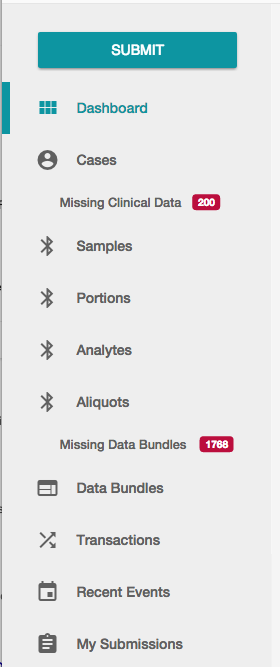 SUBMIT
Dashboard
Cases
Missing Clinical Data 200
Samples
Portions
Analytes
Aliquots
Missing Data Bundles 1768
Data Bundles
Transactions
Recent Events
My Submissions